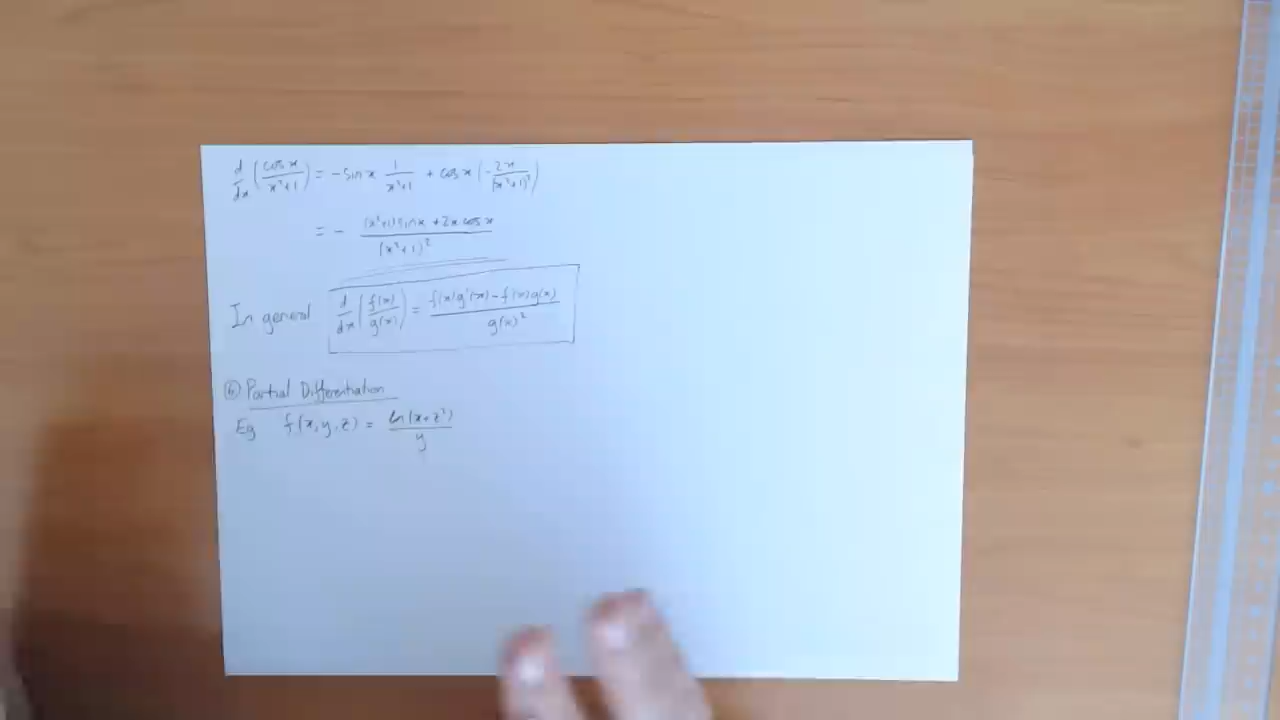 d/dx (cos x / x²+1) = -sin x 1/x²+1 + cos x (-2x/(x²+1)²)
= - (x²+1) sin x + 2x cos x / (x²+1)²
In general d/dx (f(x)/g(x)) = f(x)g'(x) - f'(x)g(x) / g(x)²
⑥ Partial Differentiation
Eg f(x,y,z) = ln(x+z²) / y